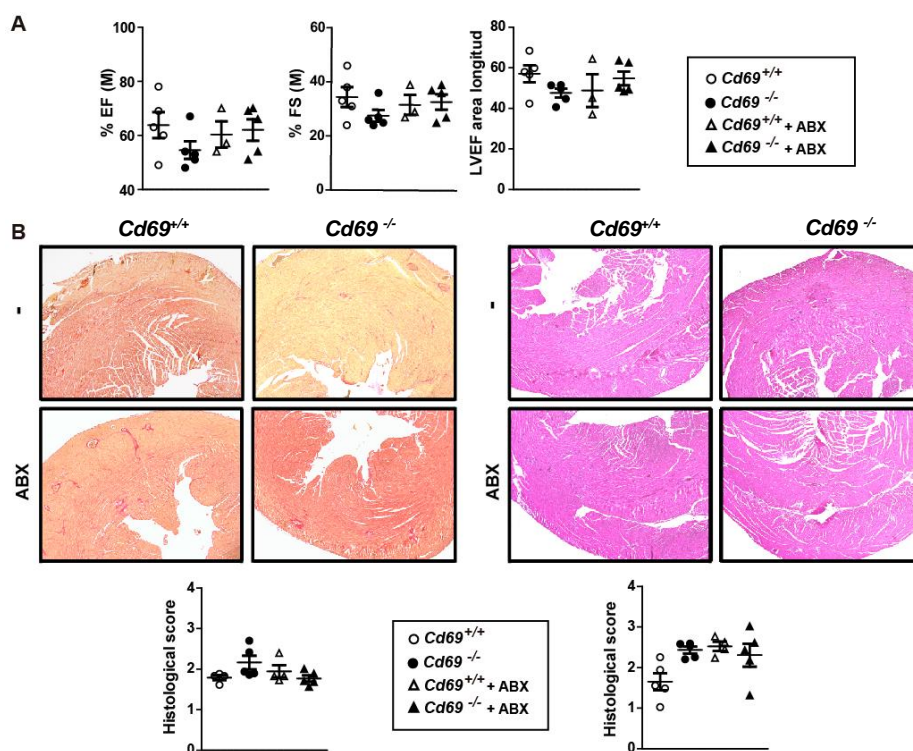 A
% EF (M)
100
80
60
40
% FS (M)
60
40
20
0
LVEF area longitud
80
60
40
20
0
Cd69+/+
Cd69 -/-
Cd69+/+ + ABX
Cd69 -/- + ABX
B
Cd69+/+
Cd69 -/-
Cd69+/+
Cd69 -/-
-
-
ABX
ABX
Histological score
4
3
2
1
0
Cd69+/+
Cd69 -/-
Cd69+/+ + ABX
Cd69 -/- + ABX
Histological score
4
3
2
1
0